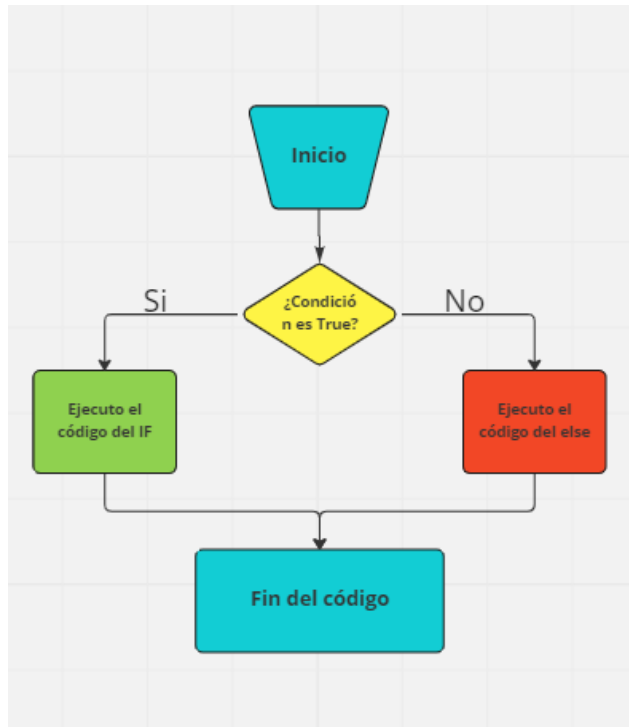 Inicio
¿Condició
n es True?
Si
No
Ejecuto el
código del IF
Ejecuto el
código del else
Fin del código